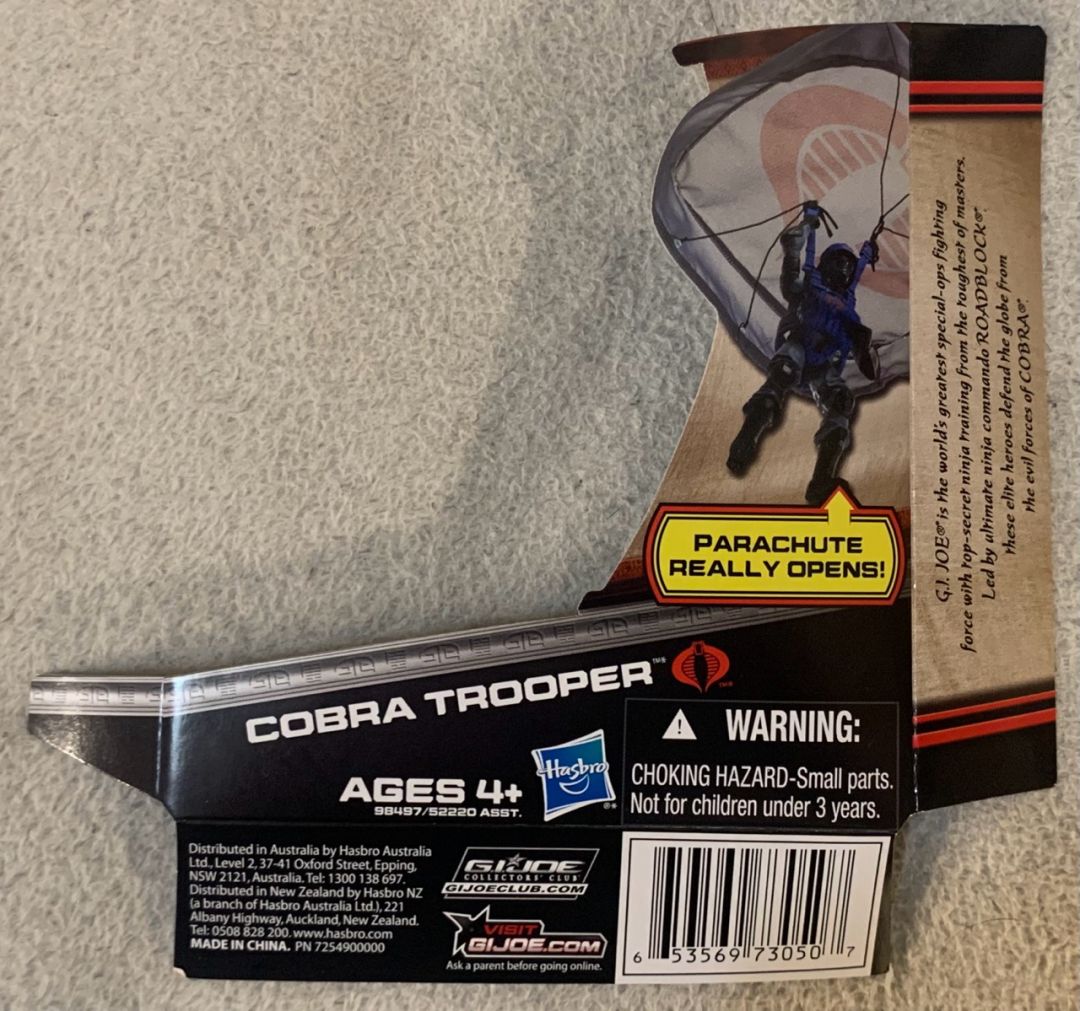 G.I. JOE® is the world's greatest special-ops fighting
force with top-secret ninja training from the roughest of masters.
Led by ultimate ninja commando ROADBLOCK®,
these elite heroes defend the globe from
the evil forces of COBRA®.
PARACHUTE
REALLY OPENS!
COBRA TROOPER™*
™*
WARNING:
CHOKING HAZARD-Small parts.
Not for children under 3 years.
AGES 4+
98497/52220 ASST.
Hasbro
®*
Distributed in Australia by Hasbro Australia
Ltd., Level 2, 37-41 Oxford Street, Epping,
NSW 2121, Australia. Tel: 1300 138 697.
Distributed in New Zealand by Hasbro NZ
(a branch of Hasbro Australia Ltd.), 221
Albany Highway, Auckland, New Zealand.
Tel: 0508 828 200. www.hasbro.com
MADE IN CHINA. PN 7254900000
GI JOE
COLLECTORS' CLUB
GIJOECLUB.COM
VISIT
GIJOE.COM
Ask a parent before going online.
6 53569 73050 7